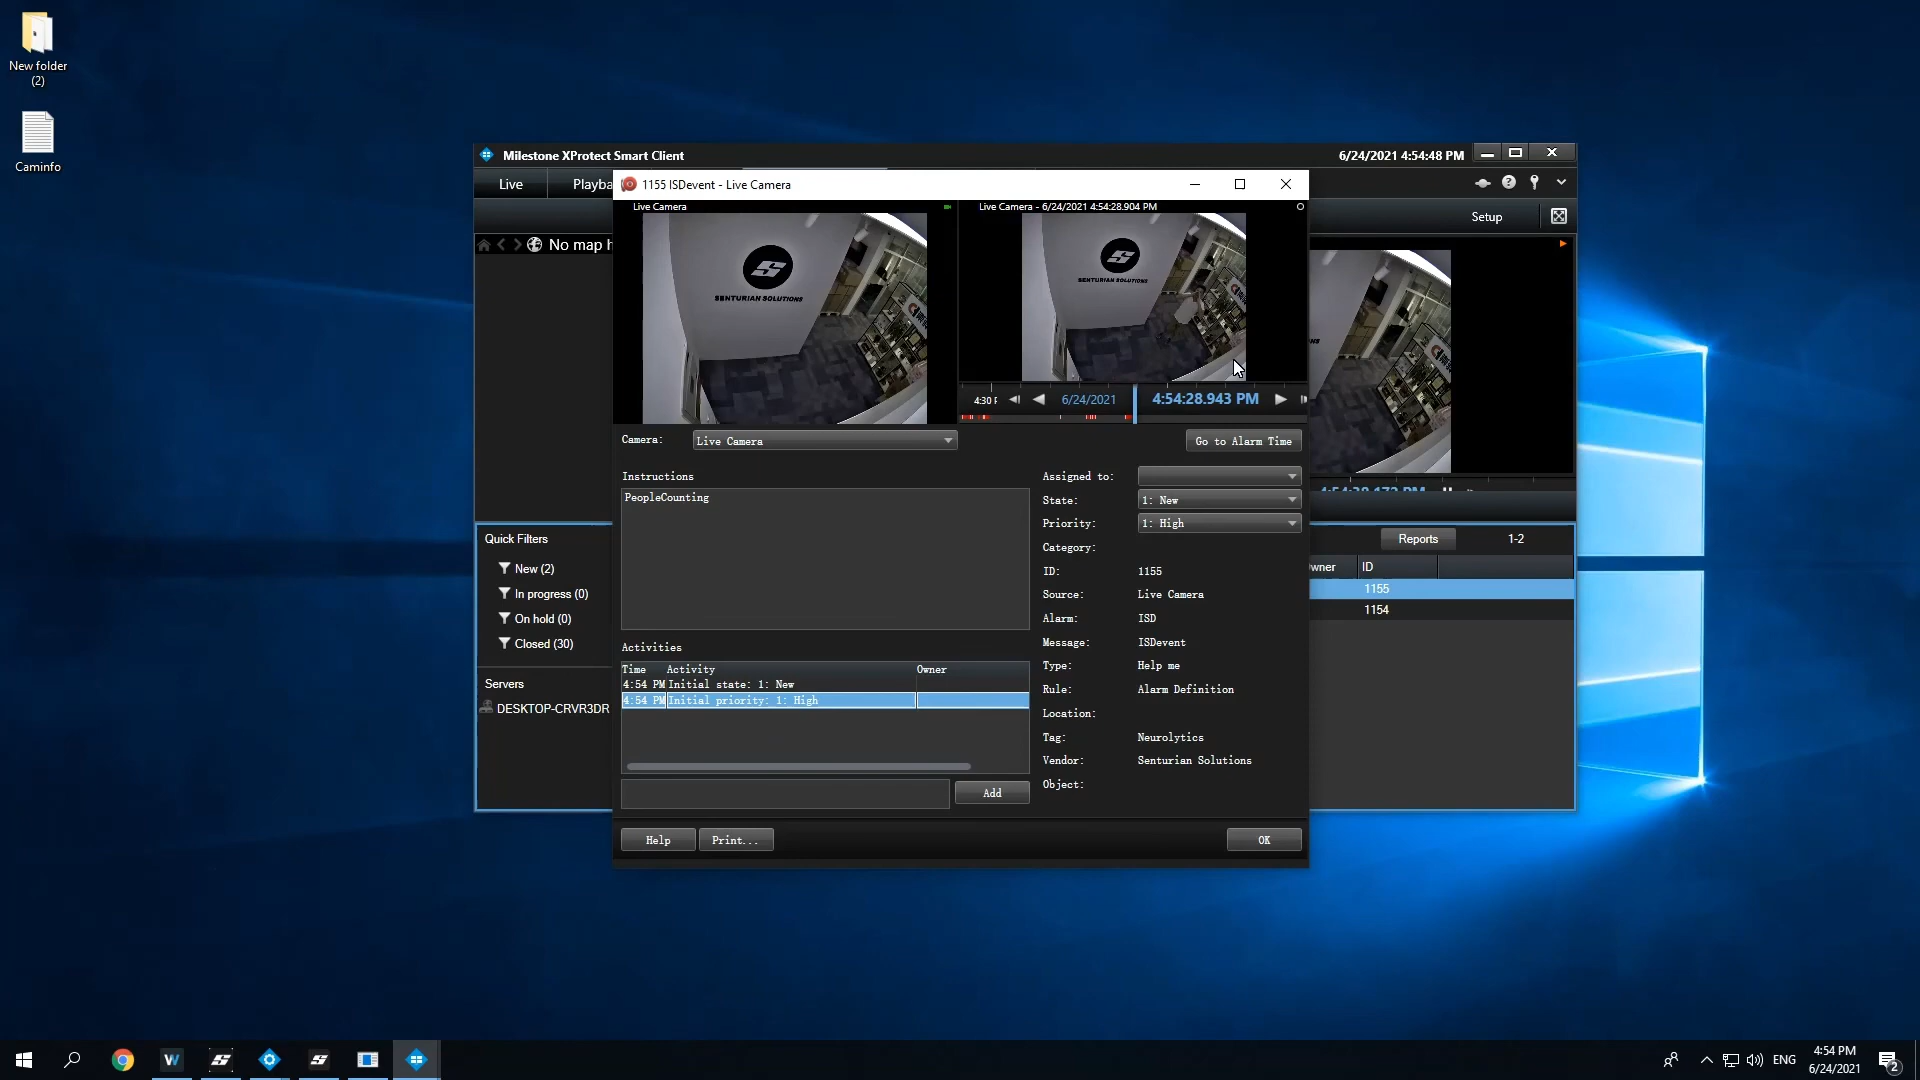 New folder
(2)
Caminfo
Milestone XProtect Smart Client
6/24/2021 4:54:48 PM
Live
Playba
1155 ISDevent - Live Camera
Setup
No map h
Live Camera
Live Camera - 6/24/2021 4:54:28.904 PM
SENTURIAN SOLUTIONS
SENTURIAN SOLUTIONS
4:30 P
6/24/2021
4:54:28.943 PM
Camera:
Live Camera
Go to Alarm Time
Instructions
PeopleCounting
Assigned to:
State:
1: New
Priority:
1: High
Category:
ID:
1155
Source:
Live Camera
Alarm:
ISD
Message:
ISDevent
Type:
Help me
Rule:
Alarm Definition
Location:
Tag:
Neurolytics
Vendor:
Senturian Solutions
Object:
Activities
Time Activity Owner
4:54 PM Initial state: 1: New
4:54 PM Initial priority: 1: High
Add
Help
Print...
OK
Quick Filters
New (2)
In progress (0)
On hold (0)
Closed (30)
Servers
DESKTOP-CRVR3DR
Reports
1-2
wner
ID
1155
1154
ENG
4:54 PM
6/24/2021
2